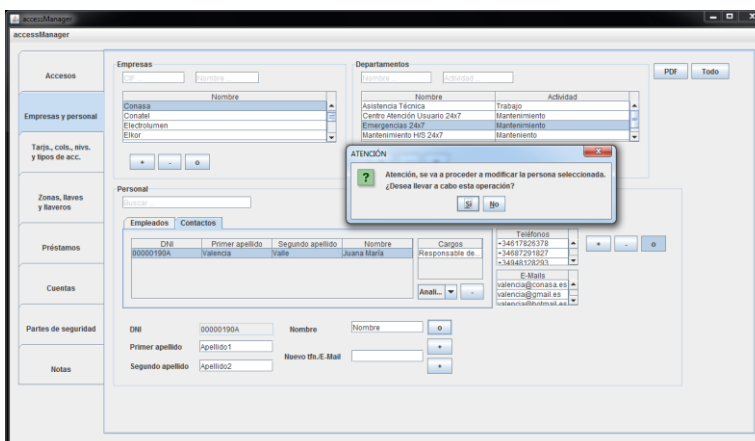 accessManager
accessManager
Accesos
Empresas y personal
Tarjs., cols., nivs.
y tipos de acc.
Zonas, llaves
y llaveros
Préstamos
Cuentas
Partes de seguridad
Notas
Empresas
CIF ...
Nombre ...
Nombre
Conasa
Conatel
Electrolumen
Elkor
+ - o
Departamentos
Nombre ...
Actividad ...
Nombre Actividad
Asistencia Técnica Trabajo
Centro Atención Usuario 24x7 Mantenimiento
Emergencias 24x7 Mantenimiento
Mantenimiento H/S 24x7 Manteniento
PDF Todo
ATENCIÓN
Atención, se va a proceder a modificar la persona seleccionada.
¿Desea llevar a cabo esta operación?
Sí No
Personal
Buscar ...
Empleados Contactos
DNI Primer apellido Segundo apellido Nombre
00000190A Valencia Valle Juana María
Cargos
Responsable de...
Anali... -
Teléfonos
+34617826378
+34687291827
+34948128293
+ - o
E-Mails
valencia@conasa.es
valencia@gmail.es
valencia@hotmail.es
DNI 00000190A Nombre Nombre o
Primer apellido Apellido1
Nuevo tfn./E-Mail
Segundo apellido Apellido2